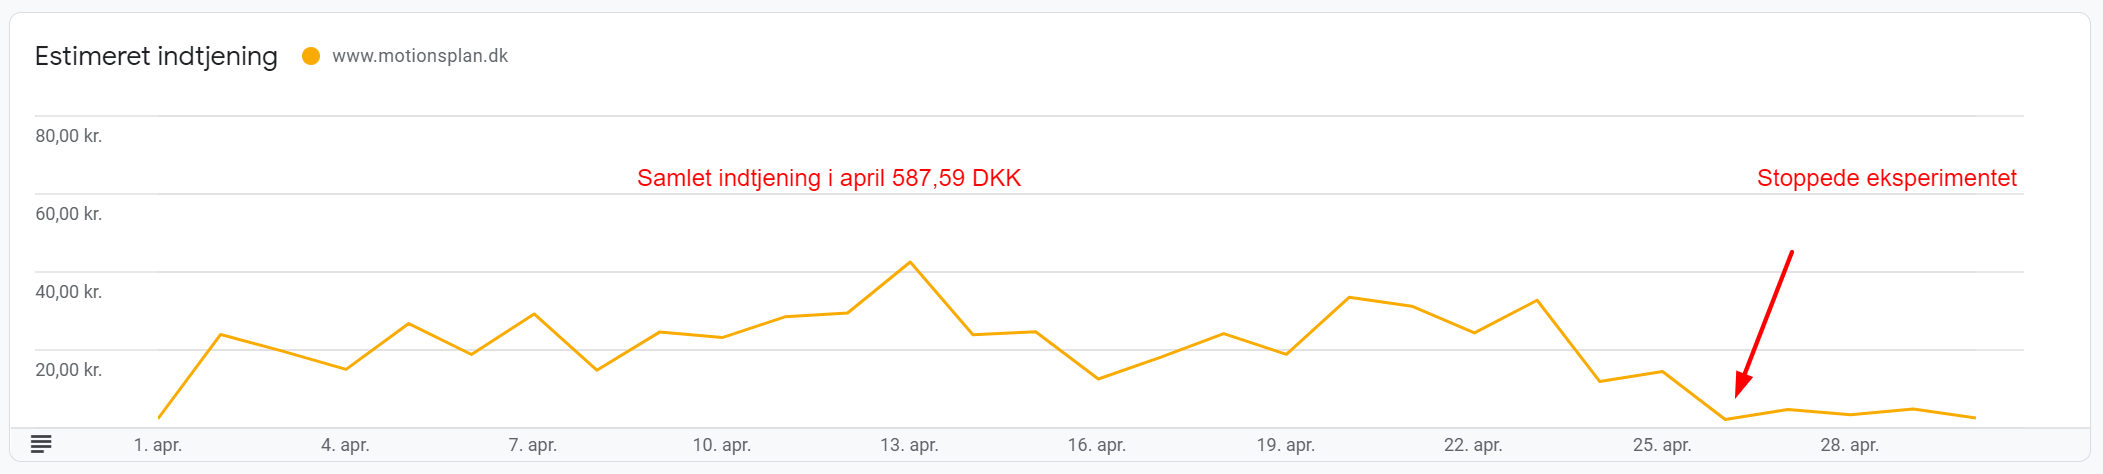 Estimeret indtjening www.motionsplan.dk
80,00 kr.
Samlet indtjening i april 587,59 DKK Stoppede eksperimentet
60,00 kr.
40,00 kr.
20,00 kr.
1. apr. 4. apr. 7. apr. 10. apr. 13. apr. 16. apr. 19. apr. 22. apr. 25. apr. 28. apr.